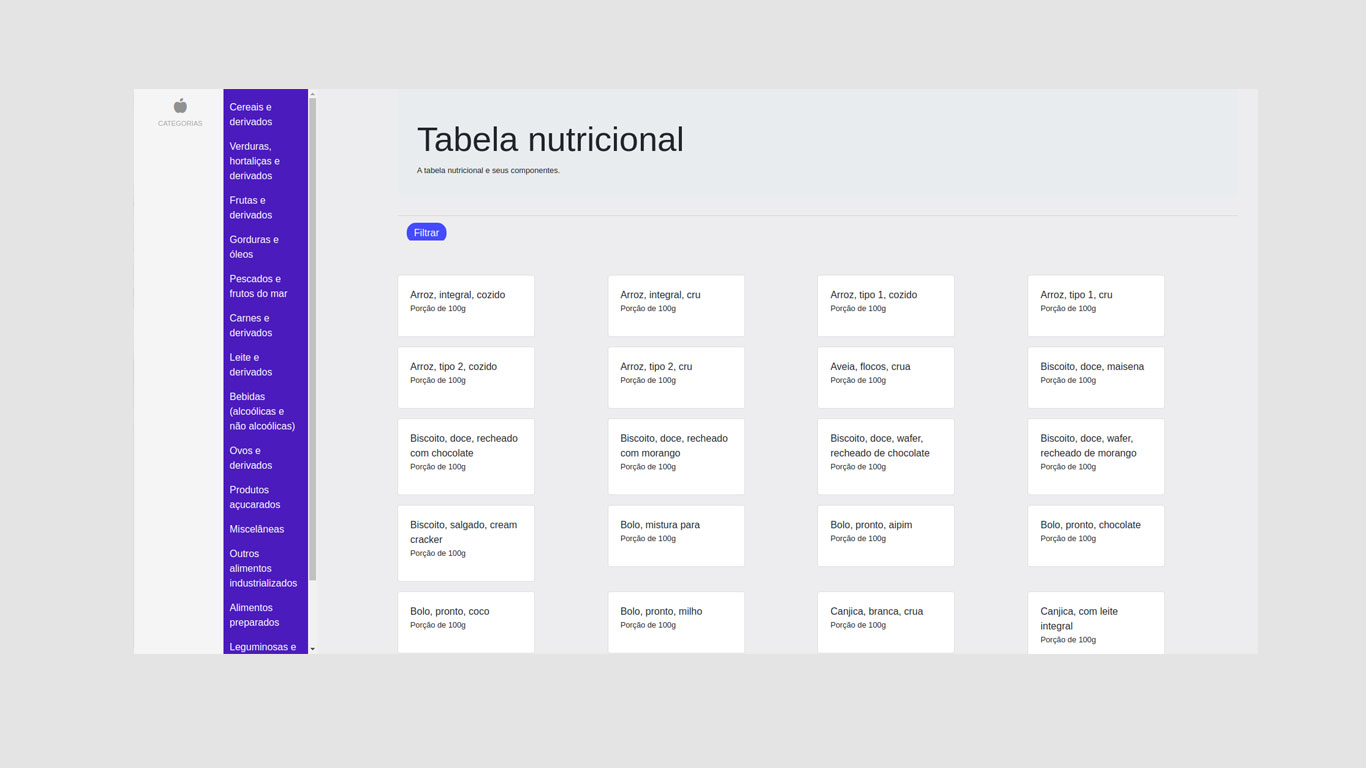 CATEGORIAS
Cereais e
derivados
Verduras,
hortaliças e
derivados
Frutas e
derivados
Gorduras e
óleos
Pescados e
frutos do mar
Carnes e
derivados
Leite e
derivados
Bebidas
(alcoólicas e
não alcoólicas)
Ovos e
derivados
Produtos
açucarados
Miscelâneas
Outros
alimentos
industrializados
Alimentos
preparados
Leguminosas e
Tabela nutricional
A tabela nutricional e seus componentes.
Filtrar
Arroz, integral, cozido
Porção de 100g
Arroz, integral, cru
Porção de 100g
Arroz, tipo 1, cozido
Porção de 100g
Arroz, tipo 1, cru
Porção de 100g
Arroz, tipo 2, cozido
Porção de 100g
Arroz, tipo 2, cru
Porção de 100g
Aveia, flocos, crua
Porção de 100g
Biscoito, doce, maisena
Porção de 100g
Biscoito, doce, recheado
com chocolate
Porção de 100g
Biscoito, doce, recheado
com morango
Porção de 100g
Biscoito, doce, wafer,
recheado de chocolate
Porção de 100g
Biscoito, doce, wafer,
recheado de morango
Porção de 100g
Biscoito, salgado, cream
cracker
Porção de 100g
Bolo, mistura para
Porção de 100g
Bolo, pronto, aipim
Porção de 100g
Bolo, pronto, chocolate
Porção de 100g
Bolo, pronto, coco
Porção de 100g
Bolo, pronto, milho
Porção de 100g
Canjica, branca, crua
Porção de 100g
Canjica, com leite
integral
Porção de 100g